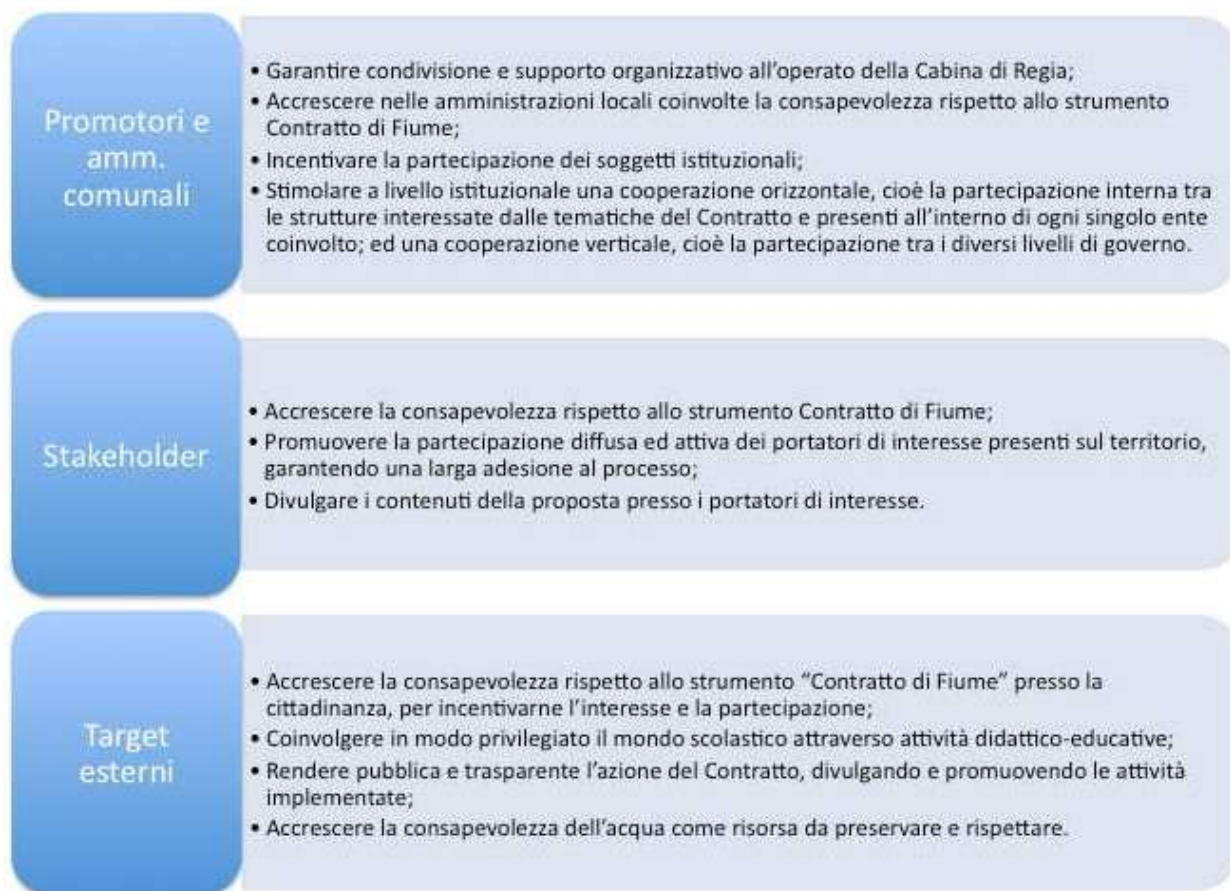 Promotori e
amm.
comunali
• Garantire condivisione e supporto organizzativo all'operato della Cabina di Regia;
• Accrescere nelle amministrazioni locali coinvolte la consapevolezza rispetto allo strumento
Contratto di Fiume;
• Incentivare la partecipazione dei soggetti istituzionali;
• Stimolare a livello istituzionale una cooperazione orizzontale, cioè la partecipazione interna tra
le strutture interessate dalle tematiche del Contratto e presenti all'interno di ogni singolo ente
coinvolto; ed una cooperazione verticale, cioè la partecipazione tra i diversi livelli di governo.
Stakeholder
• Accrescere la consapevolezza rispetto allo strumento Contratto di Fiume;
• Promuovere la partecipazione diffusa ed attiva dei portatori di interesse presenti sul territorio,
garantendo una larga adesione al processo;
• Divulgare i contenuti della proposta presso i portatori di interesse.
Target
esterni
• Accrescere la consapevolezza rispetto allo strumento “Contratto di Fiume” presso la
cittadinanza, per incentivarne l'interesse e la partecipazione;
• Coinvolgere in modo privilegiato il mondo scolastico attraverso attività didattico-educative;
• Rendere pubblica e trasparente l'azione del Contratto, divulgando e promuovendo le attività
implementate;
• Accrescere la consapevolezza dell'acqua come risorsa da preservare e rispettare.